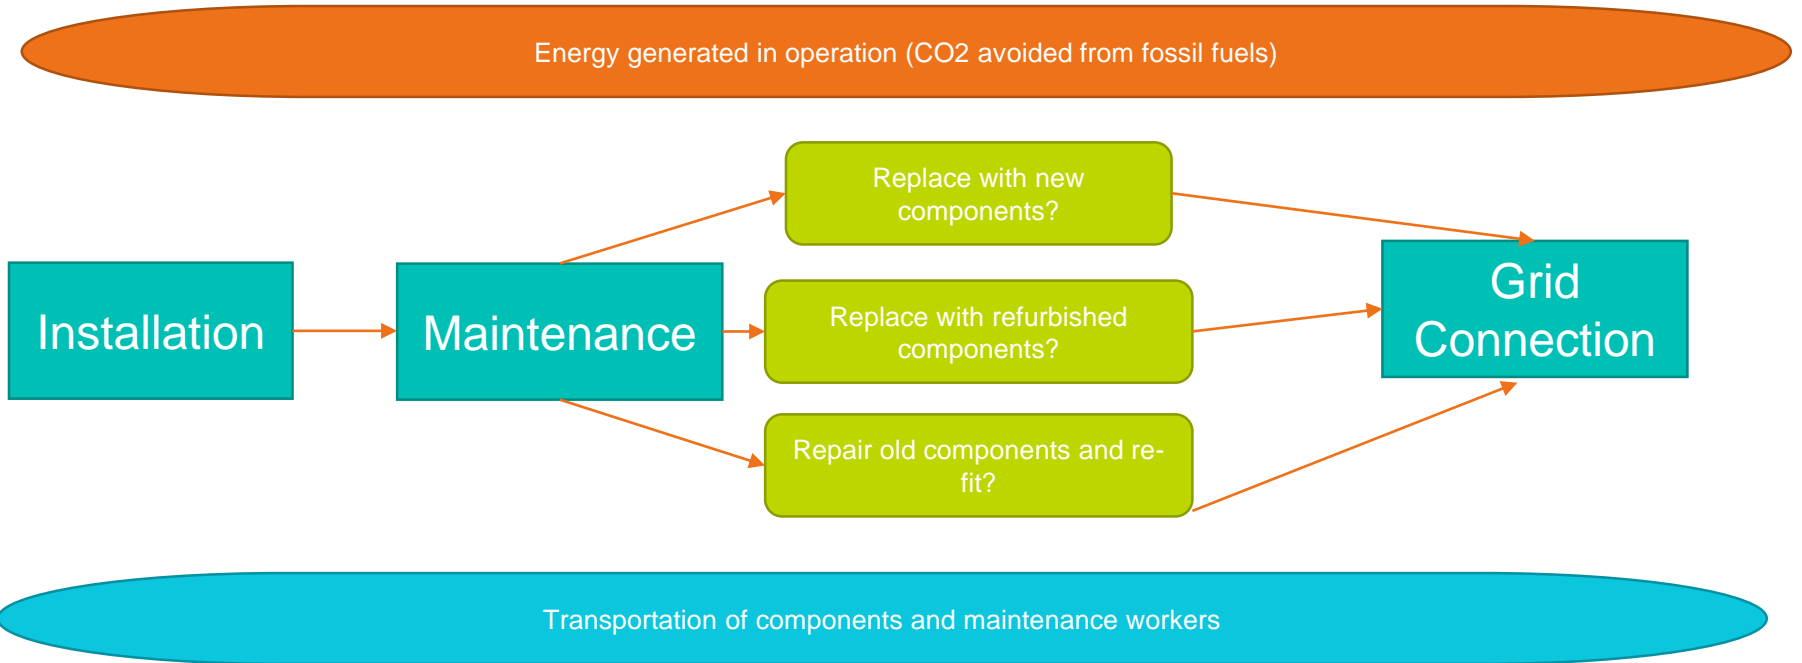 Energy generated in operation (CO2 avoided from fossil fuels)
Replace with new
components?
Installation
Maintenance
Replace with refurbished
components?
Grid
Connection
Repair old components and re-
fit?
Transportation of components and maintenance workers